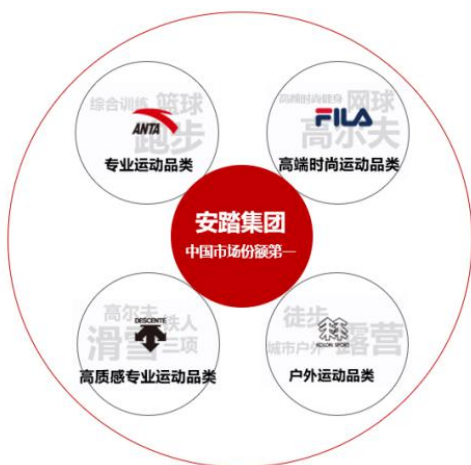 综合训练 篮球
跑步
ANTA
专业运动品类
高端时尚健身 网球
高尔夫
FILA
高端时尚运动品类
安踏集团
中国市场份额第一
高尔夫
滑雪 铁人
三项
DESCENTE
高质感专业运动品类
徒步
城市户外 露营
KOLON SPORT
户外运动品类